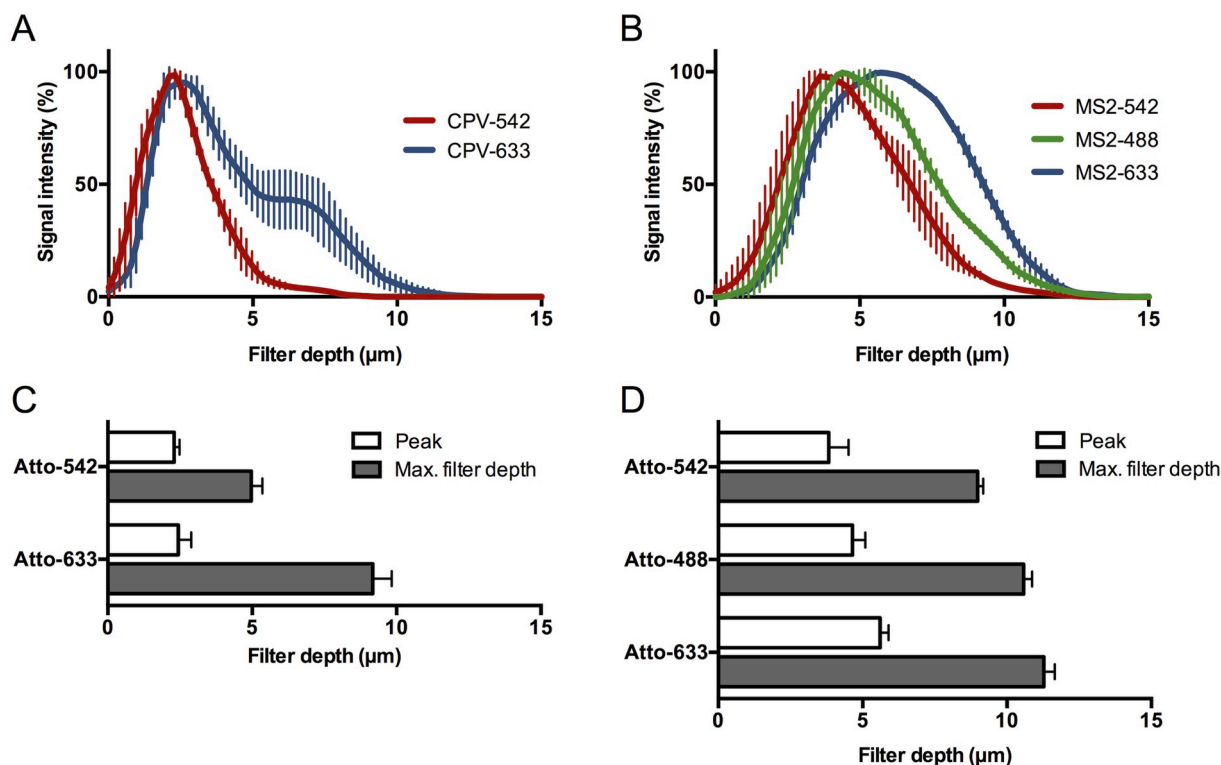 A
Signal intensity (%)
100
50
0
0 5 10 15
Filter depth (µm)
CPV-542
CPV-633
B
Signal intensity (%)
100
50
0
0 5 10 15
Filter depth (µm)
MS2-542
MS2-488
MS2-633
C
Atto-542
Atto-633
Peak
Max. filter depth
0 5 10 15
Filter depth (µm)
D
Atto-542
Atto-488
Atto-633
Peak
Max. filter depth
0 5 10 15
Filter depth (µm)